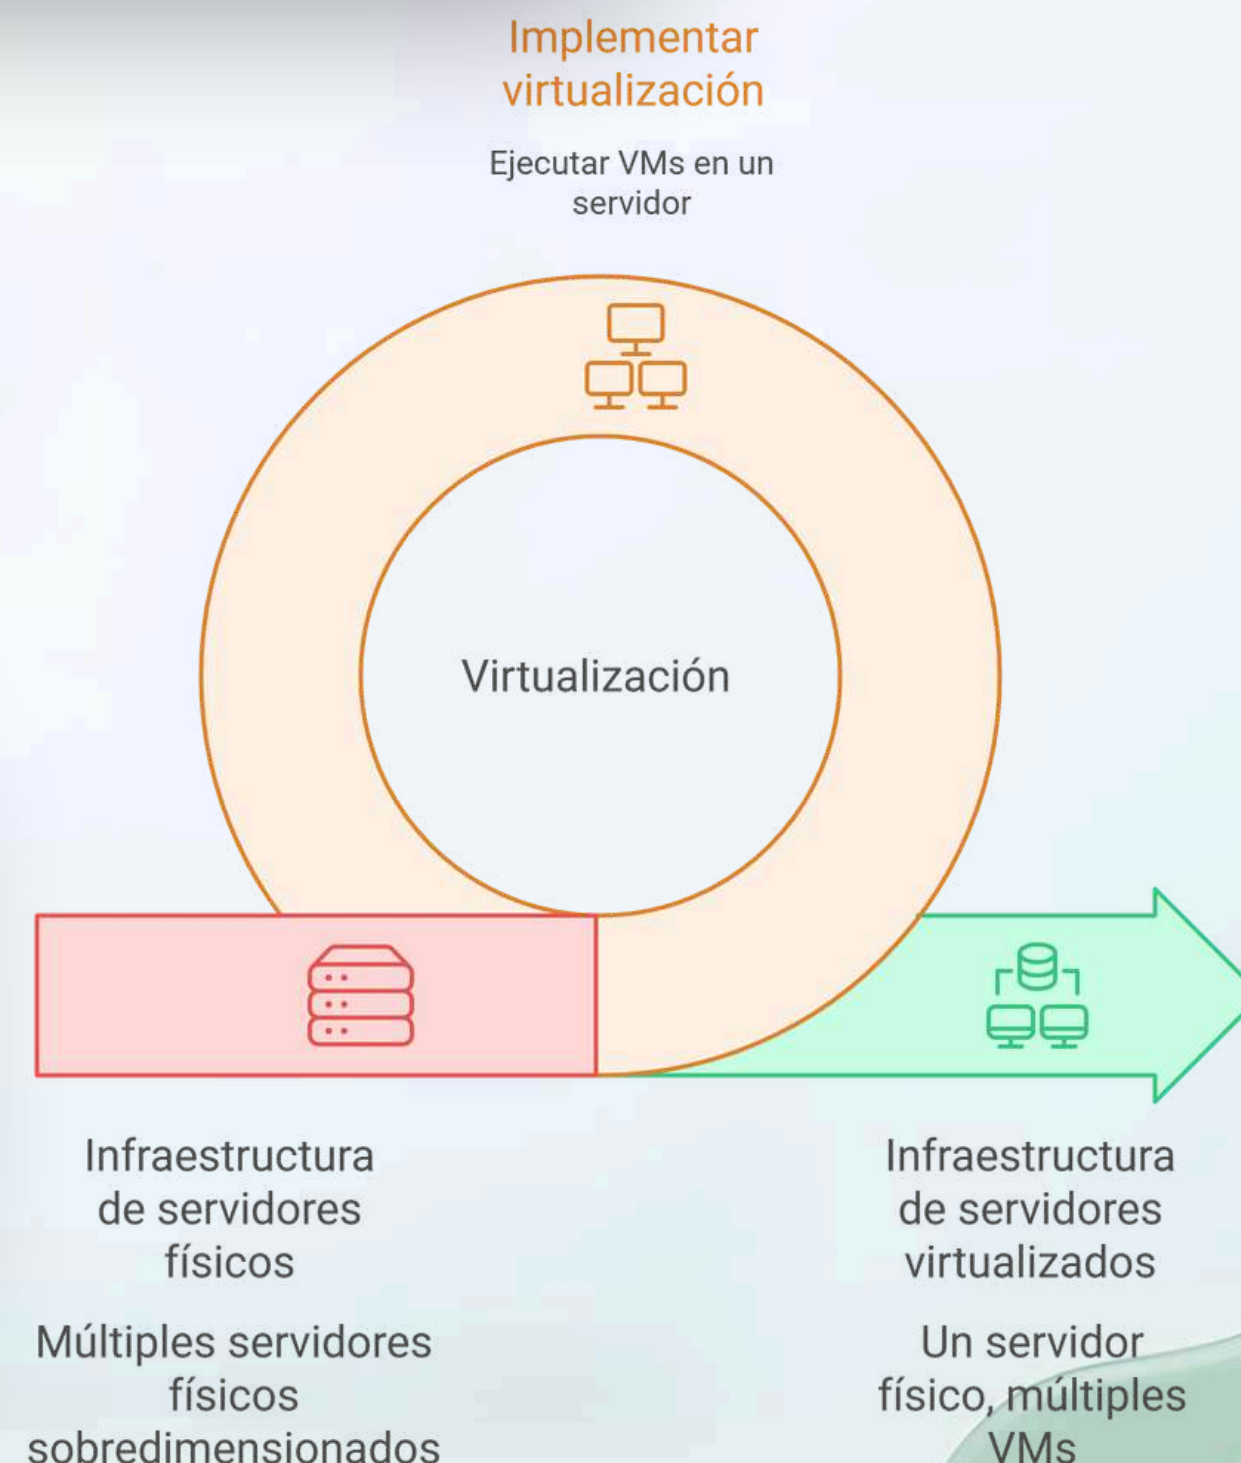 Implementar
virtualización
Ejecutar VMs en un
servidor
Virtualización
Infraestructura
de servidores
físicos
Múltiples servidores
físicos
sobredimensionados
Infraestructura
de servidores
virtualizados
Un servidor
físico, múltiples
VMs